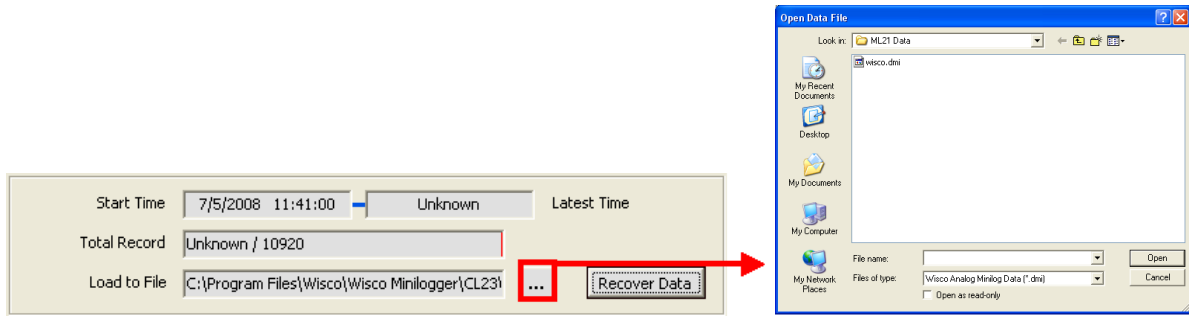 Start Time 7/5/2008 11:41:00 Unknown Latest Time
Total Record Unknown / 10920
Load to File C:\Program Files\Wisco\Wisco Minilogger\CL23\ ... Recover Data
Open Data File
Look in: ML21 Data
wisco.dmi
My Recent
Documents
Desktop
My Documents
My Computer
My Network
Places
File name: Open
Files of type: Wisco Analog Minilog Data (*.dmi) Cancel
Open as read-only